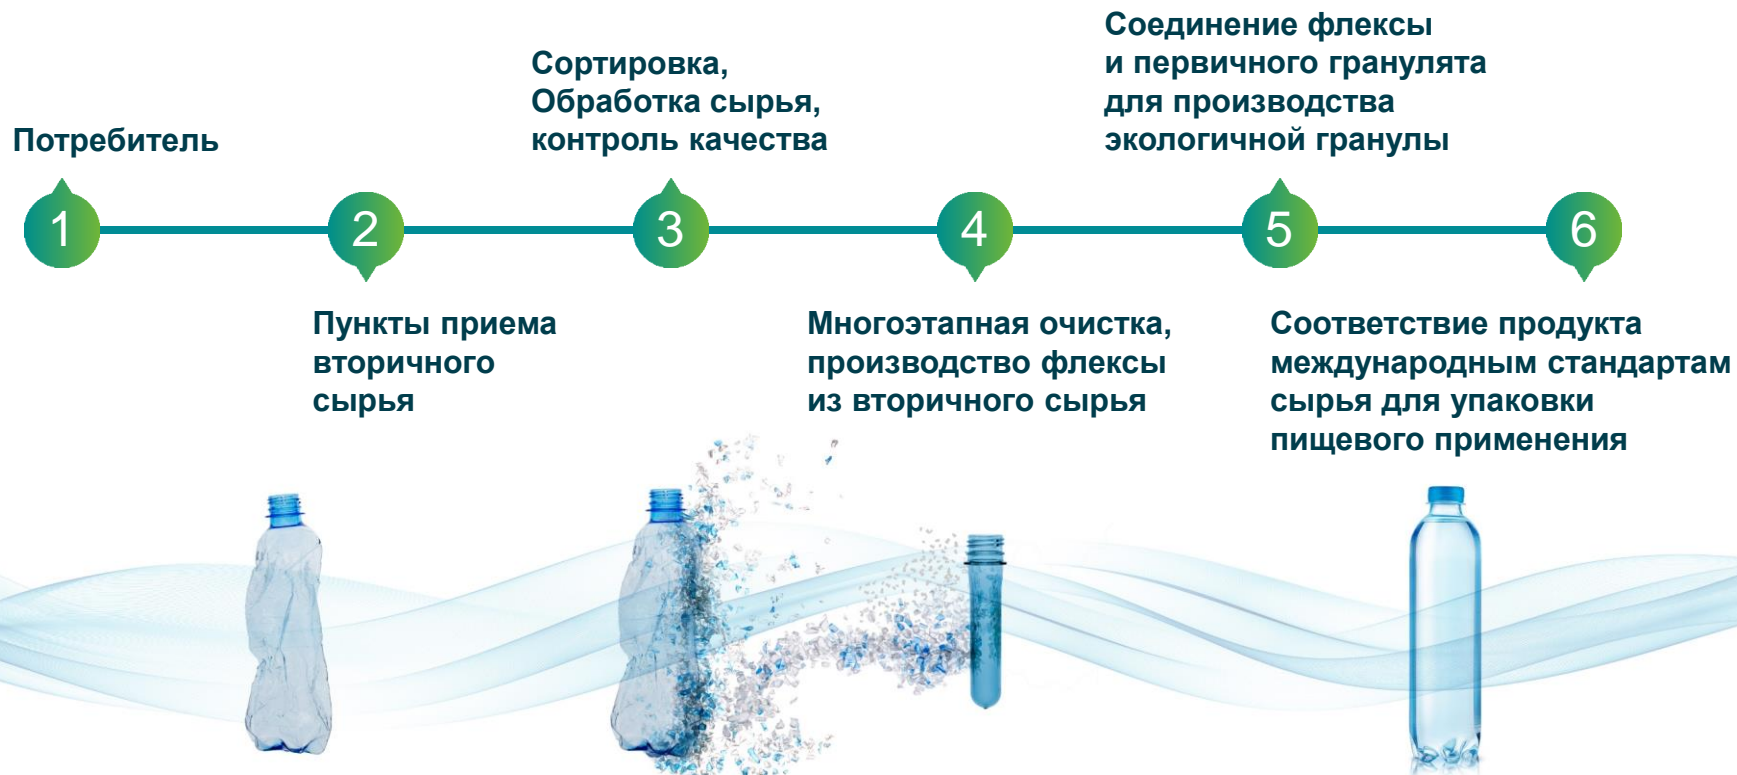 Потребитель
1
2
Пункты приема
вторичного
сырья
Сортировка,
Обработка сырья,
контроль качества
3
4
Многоэтапная очистка,
производство флексы
из вторичного сырья
Соединение флексы
и первичного гранулята
для производства
экологичной гранулы
5
6
Соответствие продукта
международным стандартам
сырья для упаковки
пищевого применения